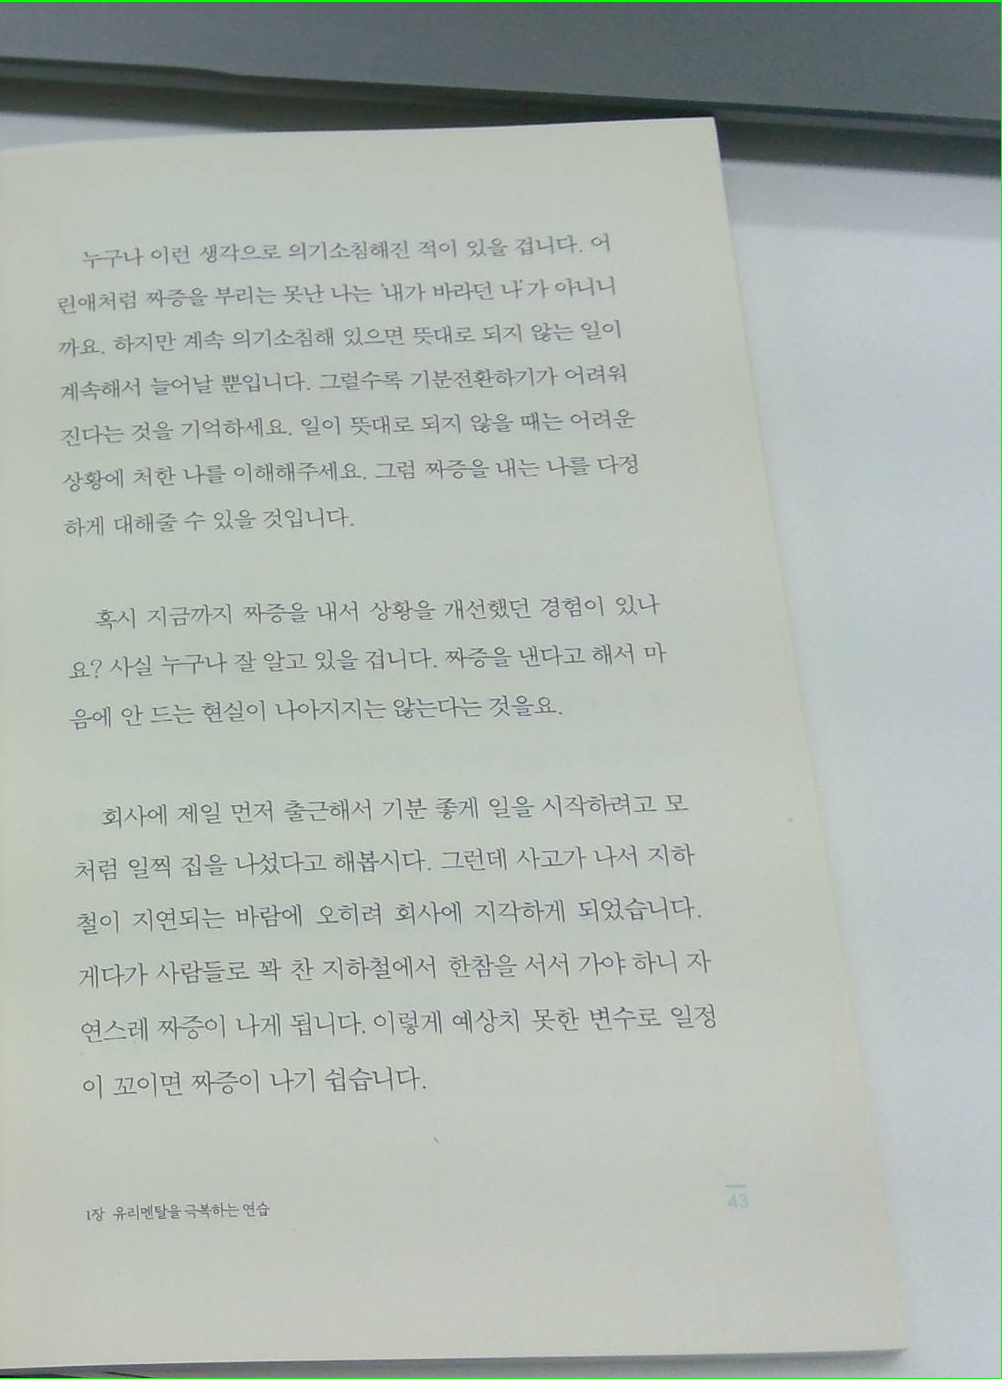 누구나 이런 생각으로 의기소침해진 적이 있을 겁니다. 어
린애처럼 짜증을 부리는 못난 나는 '내가 바라던 나'가 아니니
까요. 하지만 계속 의기소침해 있으면 뜻대로 되지 않는 일이
계속해서 늘어날 뿐입니다. 그럴수록 기분전환하기가 어려워
진다는 것을 기억하세요. 일이 뜻대로 되지 않을 때는 어려운
상황에 처한 나를 이해해주세요. 그럼 짜증을 내는 나를 다정
하게 대해줄 수 있을 것입니다.
혹시 지금까지 짜증을 내서 상황을 개선했던 경험이 있나
요? 사실 누구나 잘 알고 있을 겁니다. 짜증을 낸다고 해서 마
음에 안 드는 현실이 나아지지는 않는다는 것을요.
회사에 제일 먼저 출근해서 기분 좋게 일을 시작하려고 모
처럼 일찍 집을 나섰다고 해봅시다. 그런데 사고가 나서 지하
철이 지연되는 바람에 오히려 회사에 지각하게 되었습니다.
게다가 사람들로 꽉 찬 지하철에서 한참을 서서 가야 하니 자
연스레 짜증이 나게 됩니다. 이렇게 예상치 못한 변수로 일정
이 꼬이면 짜증이 나기 쉽습니다.
1장 유리멘탈을 극복하는 연습
43